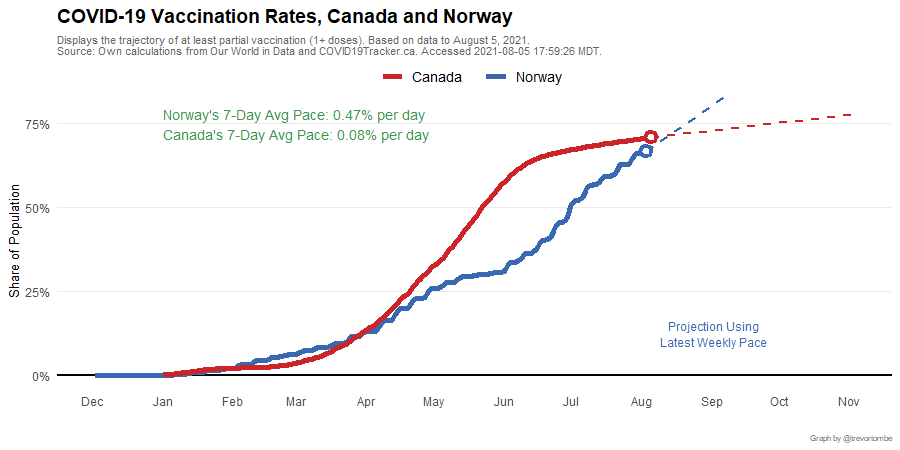 COVID-19 Vaccination Rates, Canada and Norway
Displays the trajectory of at least partial vaccination (1+ doses). Based on data to August 5, 2021.
Source: Own calculations from Our World in Data and COVID19Tracker.ca. Accessed 2021-08-05 17:59:26 MDT.
Canada Norway
Norway's 7-Day Avg Pace: 0.47% per day
Canada's 7-Day Avg Pace: 0.08% per day
75%
50%
25%
0%
Share of Population
Projection Using
Latest Weekly Pace
Dec Jan Feb Mar Apr May Jun Jul Aug Sep Oct Nov
Graph by @trevortombe